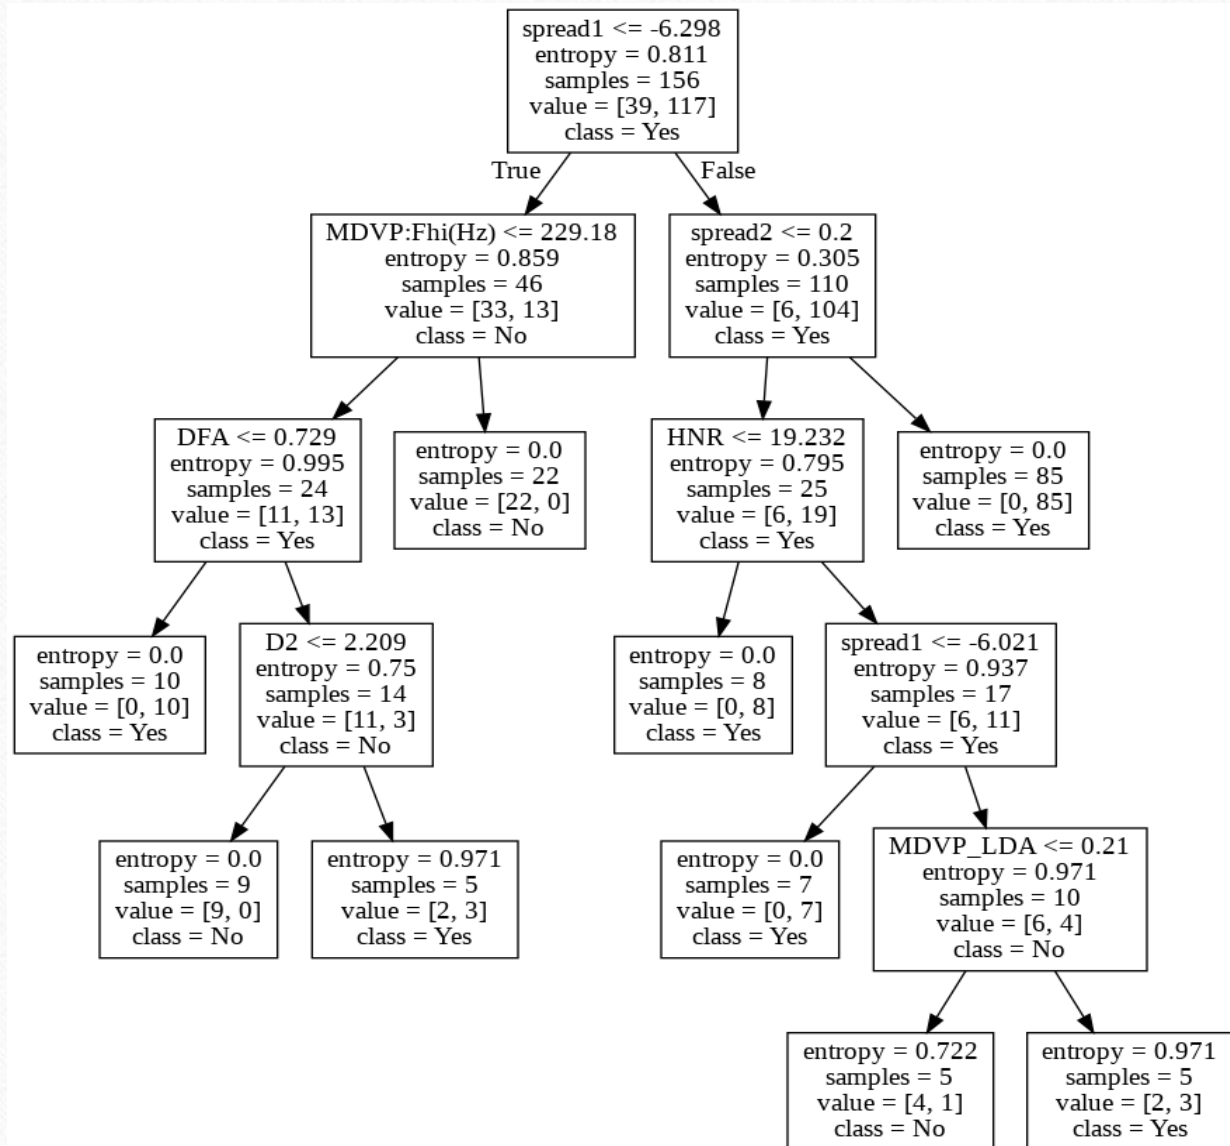 spread1 <= -6.298
entropy = 0.811
samples = 156
value = [39, 117]
class = Yes
True
False
MDVP:Fhi(Hz) <= 229.18
entropy = 0.859
samples = 46
value = [33, 13]
class = No
spread2 <= 0.2
entropy = 0.305
samples = 110
value = [6, 104]
class = Yes
DFA <= 0.729
entropy = 0.995
samples = 24
value = [11, 13]
class = Yes
entropy = 0.0
samples = 22
value = [22, 0]
class = No
HNR <= 19.232
entropy = 0.795
samples = 25
value = [6, 19]
class = Yes
entropy = 0.0
samples = 85
value = [0, 85]
class = Yes
entropy = 0.0
samples = 10
value = [0, 10]
class = Yes
D2 <= 2.209
entropy = 0.75
samples = 14
value = [11, 3]
class = No
entropy = 0.0
samples = 8
value = [0, 8]
class = Yes
spread1 <= -6.021
entropy = 0.937
samples = 17
value = [6, 11]
class = Yes
entropy = 0.0
samples = 9
value = [9, 0]
class = No
entropy = 0.971
samples = 5
value = [2, 3]
class = Yes
entropy = 0.0
samples = 7
value = [0, 7]
class = Yes
MDVP_LDA <= 0.21
entropy = 0.971
samples = 10
value = [6, 4]
class = No
entropy = 0.722
samples = 5
value = [4, 1]
class = No
entropy = 0.971
samples = 5
value = [2, 3]
class = Yes